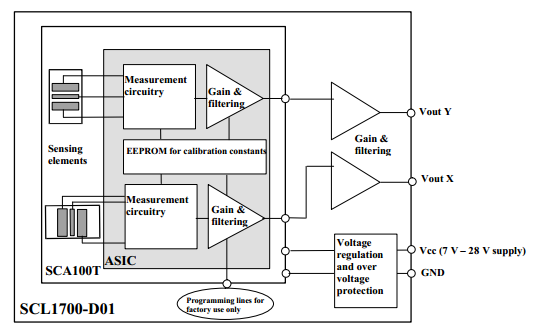 Measurement
circuitry
Gain &
filtering
Vout Y
Gain &
filtering
Sensing
elements
EEPROM for calibration constants
Vout X
Measurement
circuitry
Gain &
filtering
ASIC
SCA100T
Voltage
regulation
and over
voltage
protection
Vcc (7 V – 28 V supply)
GND
Programming lines for
factory use only
SCL1700-D01